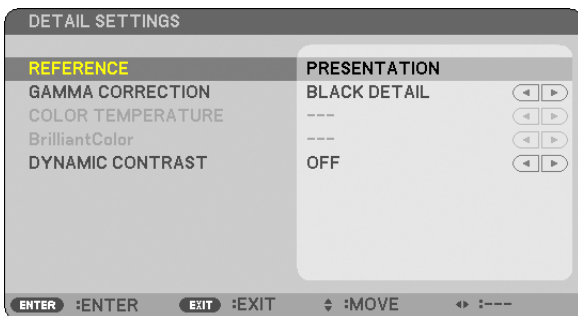 DETAIL SETTINGS
REFERENCE PRESENTATION
GAMMA CORRECTION BLACK DETAIL
COLOR TEMPERATURE ---
BrilliantColor ---
DYNAMIC CONTRAST OFF
ENTER :ENTER EXIT :EXIT :MOVE :---